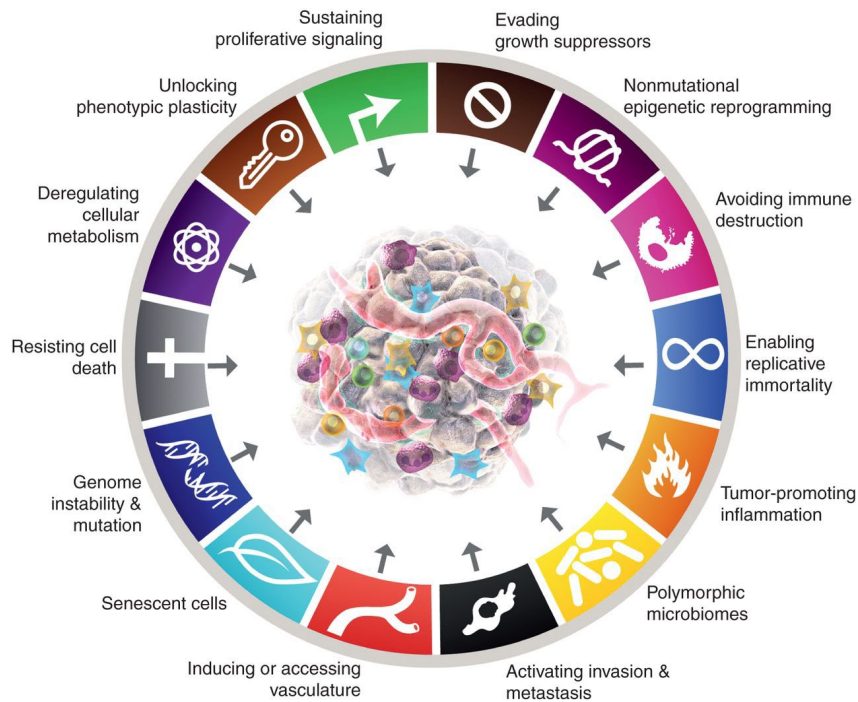 Sustaining
proliferative signaling
Evading
growth suppressors
Nonmutational
epigenetic reprogramming
Avoiding immune
destruction
Enabling
replicative
immortality
Tumor-promoting
inflammation
Polymorphic
microbiomes
Activating invasion &
metastasis
Inducing or accessing
vasculature
Senescent cells
Genome
instability &
mutation
Resisting cell
death
Deregulating
cellular
metabolism
Unlocking
phenotypic plasticity